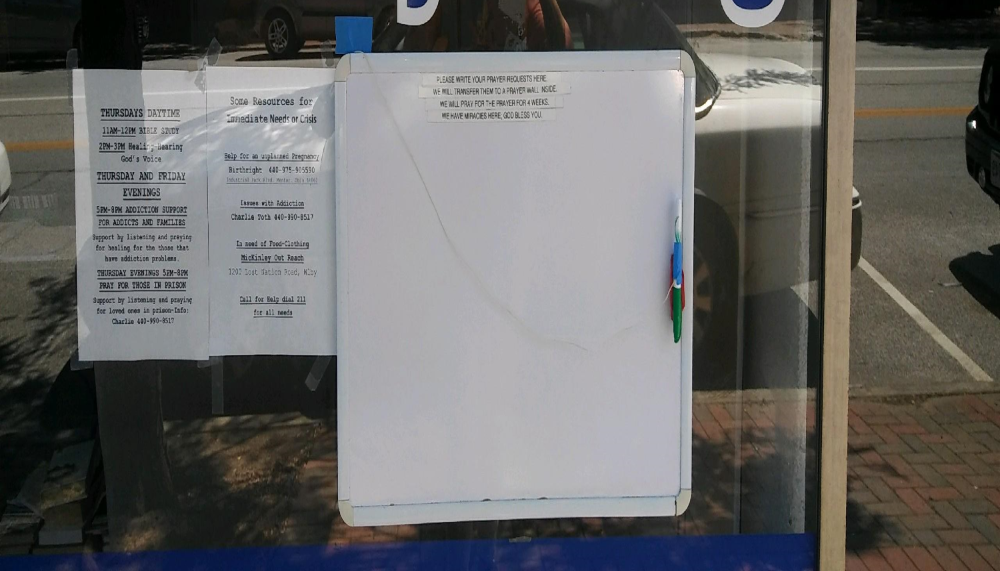 THURSDAYS DAYTIME
11AM-12PM BIBLE STUDY
2PM-3PM Healing-Hearing
God's Voice
THURSDAY AND FRIDAY
EVENINGS
5PM-8PM ADDICTION SUPPORT
FOR ADDICTS AND FAMILIES
Support by listening and praying
for healing for the those that
have addiction problems.
THURSDAY EVENINGS 5PM-8PM
PRAY FOR THOSE IN PRISON
Support by listening and praying
for loved ones in prison-Info:
Charlie 440-990-8517
Some Resources for
Immediate Needs or Crisis
Help for an unplanned Pregnancy
Birthright
Issues with Addiction
Charlie Toth 440-990-8517
In need of Food-Clothing
McKinley Out Reach
Road,
Call for Help dial 211
for all needs
PLEASE WRITE YOUR PRAYER REQUESTS HERE
WE WILL TRANSFER THEM TO A PRAYER WALL INSIDE.
WE WILL PRAY FOR THE PRAYER FOR 4 WEEKS.
WE HAVE MIRACLES HERE, GOD BLESS YOU.